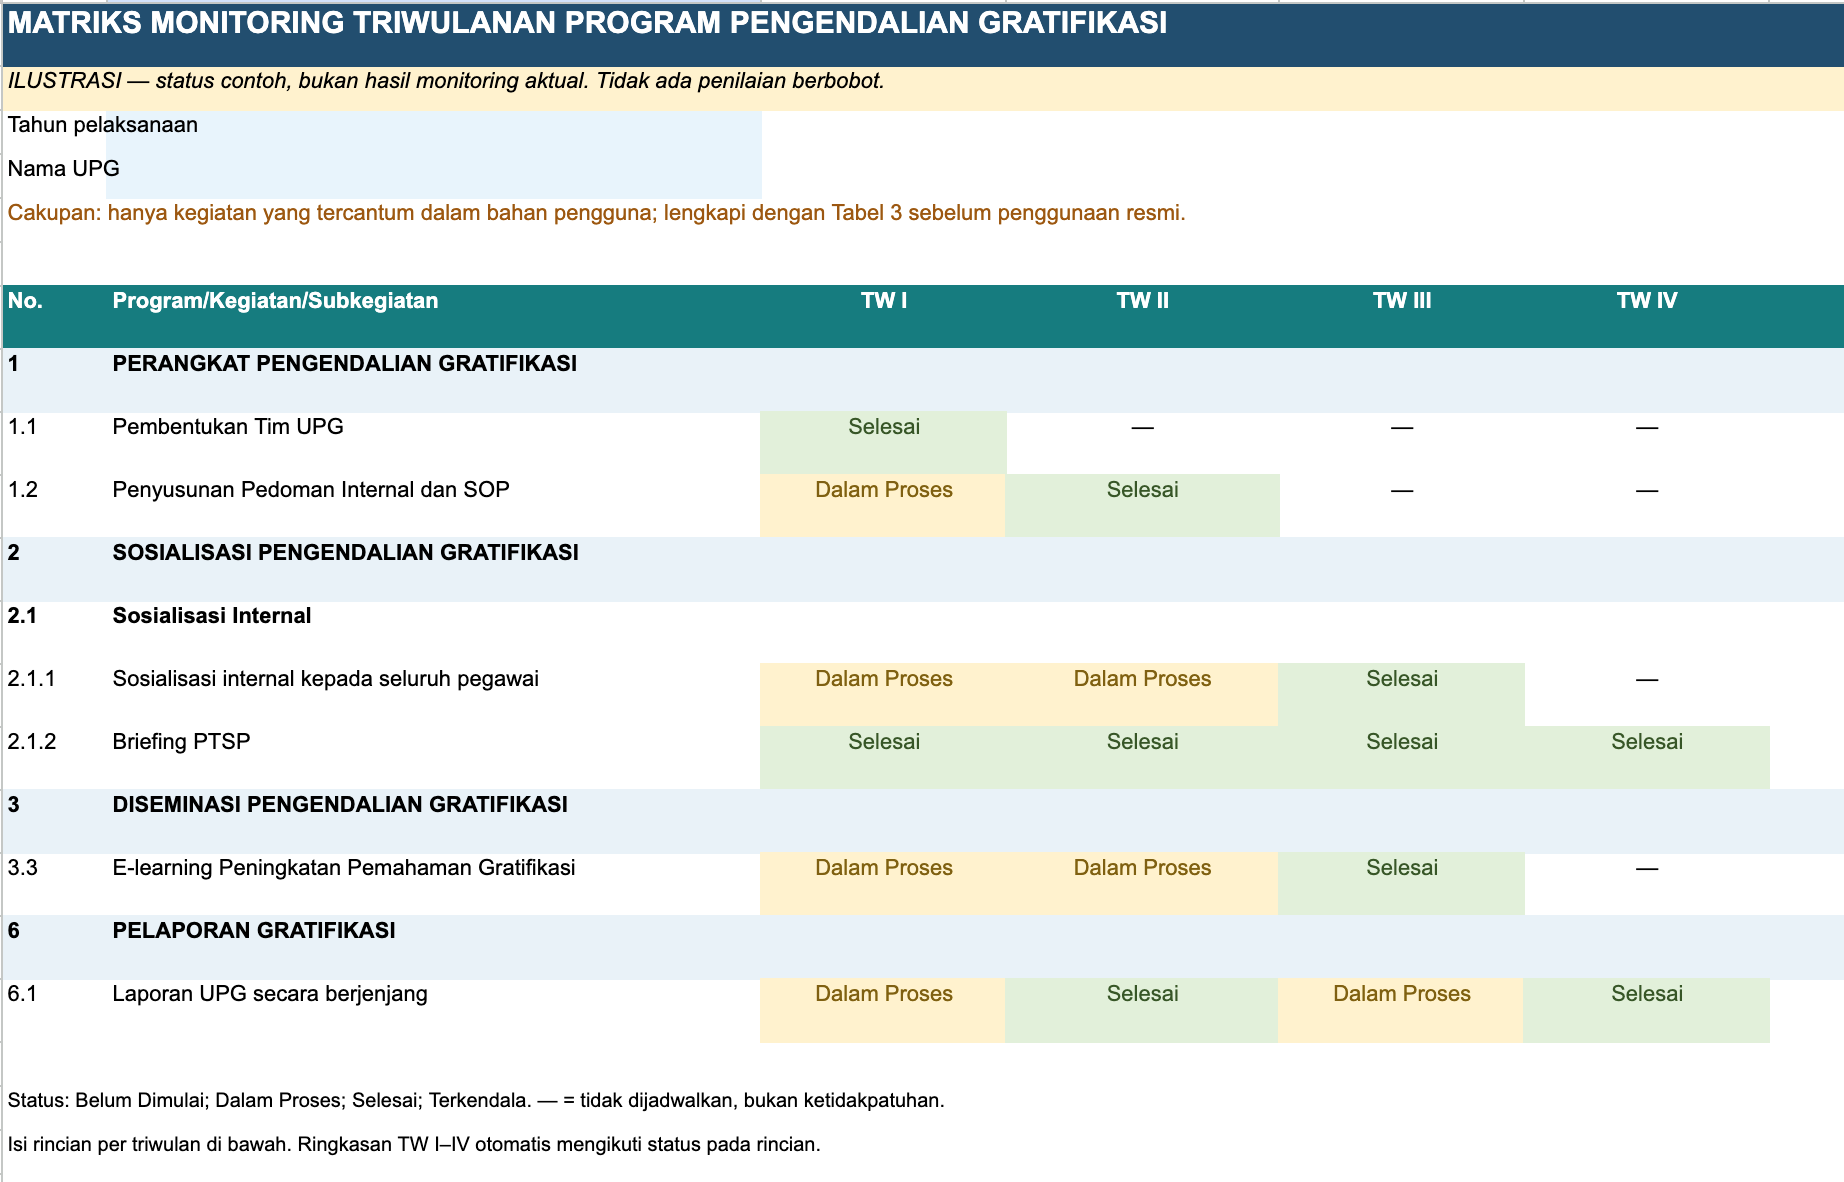 MATRIKS MONITORING TRIWULANAN PROGRAM PENGENDALIAN GRATIFIKASI
ILUSTRASI — status contoh, bukan hasil monitoring aktual. Tidak ada penilaian berbobot.
Tahun pelaksanaan
Nama UPG
Cakupan: hanya kegiatan yang tercantum dalam bahan pengguna; lengkapi dengan Tabel 3 sebelum penggunaan resmi.
No. Program/Kegiatan/Subkegiatan TW I TW II TW III TW IV
1 PERANGKAT PENGENDALIAN GRATIFIKASI
1.1 Pembentukan Tim UPG Selesai — — —
1.2 Penyusunan Pedoman Internal dan SOP Dalam Proses Selesai — —
2 SOSIALISASI PENGENDALIAN GRATIFIKASI
2.1 Sosialisasi Internal
2.1.1 Sosialisasi internal kepada seluruh pegawai Dalam Proses Dalam Proses Selesai —
2.1.2 Briefing PTSP Selesai Selesai Selesai Selesai
3 DISEMINASI PENGENDALIAN GRATIFIKASI
3.3 E-learning Peningkatan Pemahaman Gratifikasi Dalam Proses Dalam Proses Selesai —
6 PELAPORAN GRATIFIKASI
6.1 Laporan UPG secara berjenjang Dalam Proses Selesai Dalam Proses Selesai
Status: Belum Dimulai; Dalam Proses; Selesai; Terkendala. — = tidak dijadwalkan, bukan ketidakpatuhan.
Isi rincian per triwulan di bawah. Ringkasan TW I–IV otomatis mengikuti status pada rincian.